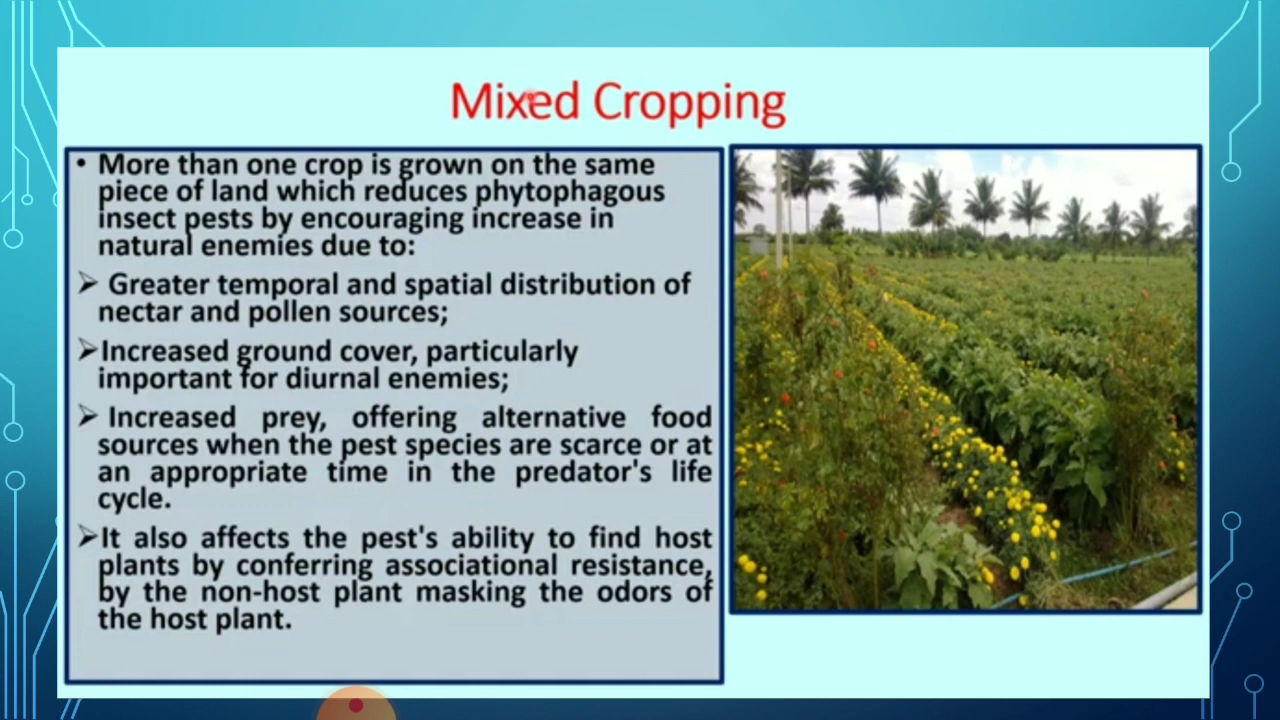 Mixed Cropping
• More than one crop is grown on the same
piece of land which reduces phytophagous
insect pests by encouraging increase in
natural enemies due to:
➢ Greater temporal and spatial distribution of
nectar and pollen sources;
➢Increased ground cover, particularly
important for diurnal enemies;
➢ Increased prey, offering alternative food
sources when the pest species are scarce or at
an appropriate time in the predator's life
cycle.
➢It also affects the pest's ability to find host
plants by conferring associational resistance,
by the non-host plant masking the odors of
the host plant.